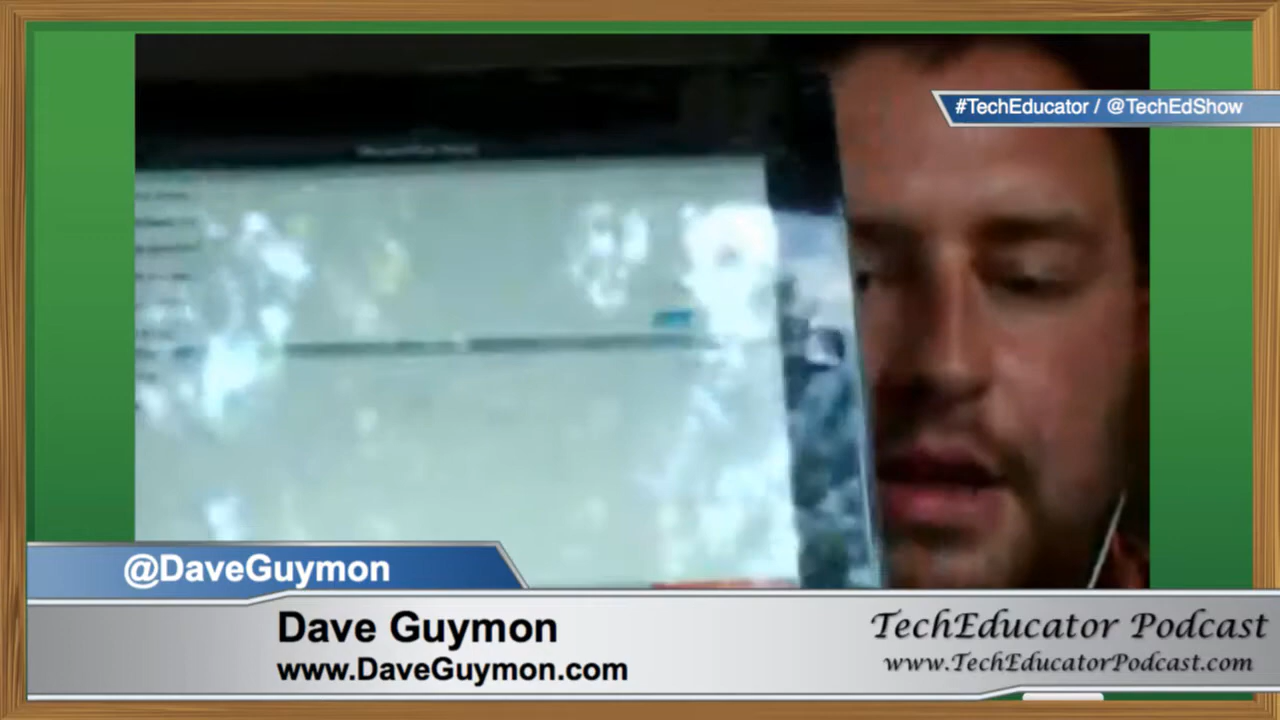 #TechEducator / @TechEdShow
@DaveGuymon
Dave Guymon
www.DaveGuymon.com
TechEducator Podcast
www.TechEducatorPodcast.com